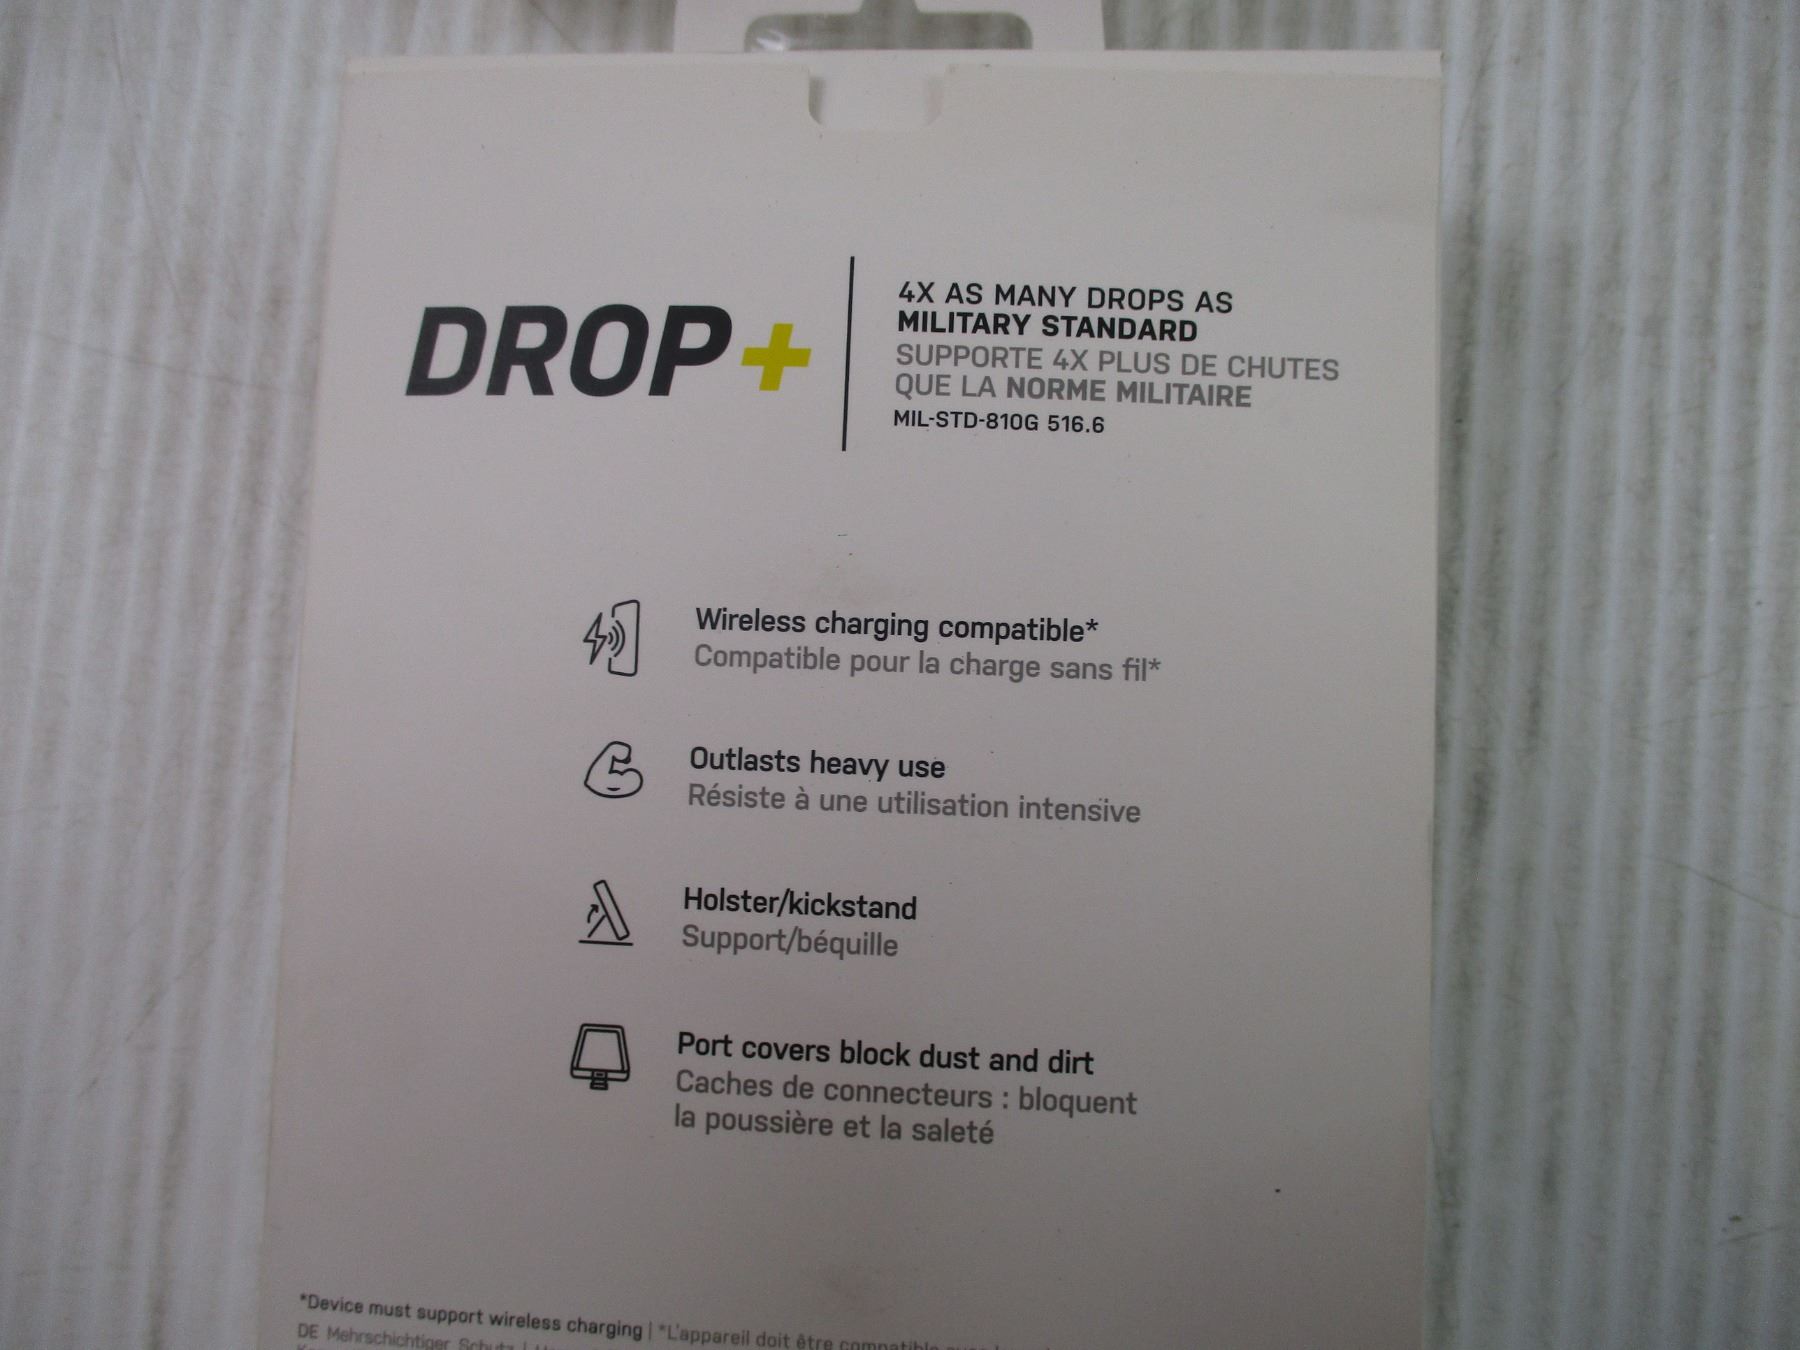 DROP+
4X AS MANY DROPS AS
MILITARY STANDARD
SUPPORTE 4X PLUS DE CHUTES
QUE LA NORME MILITAIRE
MIL-STD-810G 516.6
Wireless charging compatible*
Compatible pour la charge sans fil*
Outlasts heavy use
Résiste à une utilisation intensive
Holster/kickstand
Support/béquille
Port covers block dust and dirt
Caches de connecteurs : bloquent
la poussière et la saleté
*Device must support wireless charging | *L'appareil doit être compatible
DE Mehrschichtiger Schutz |